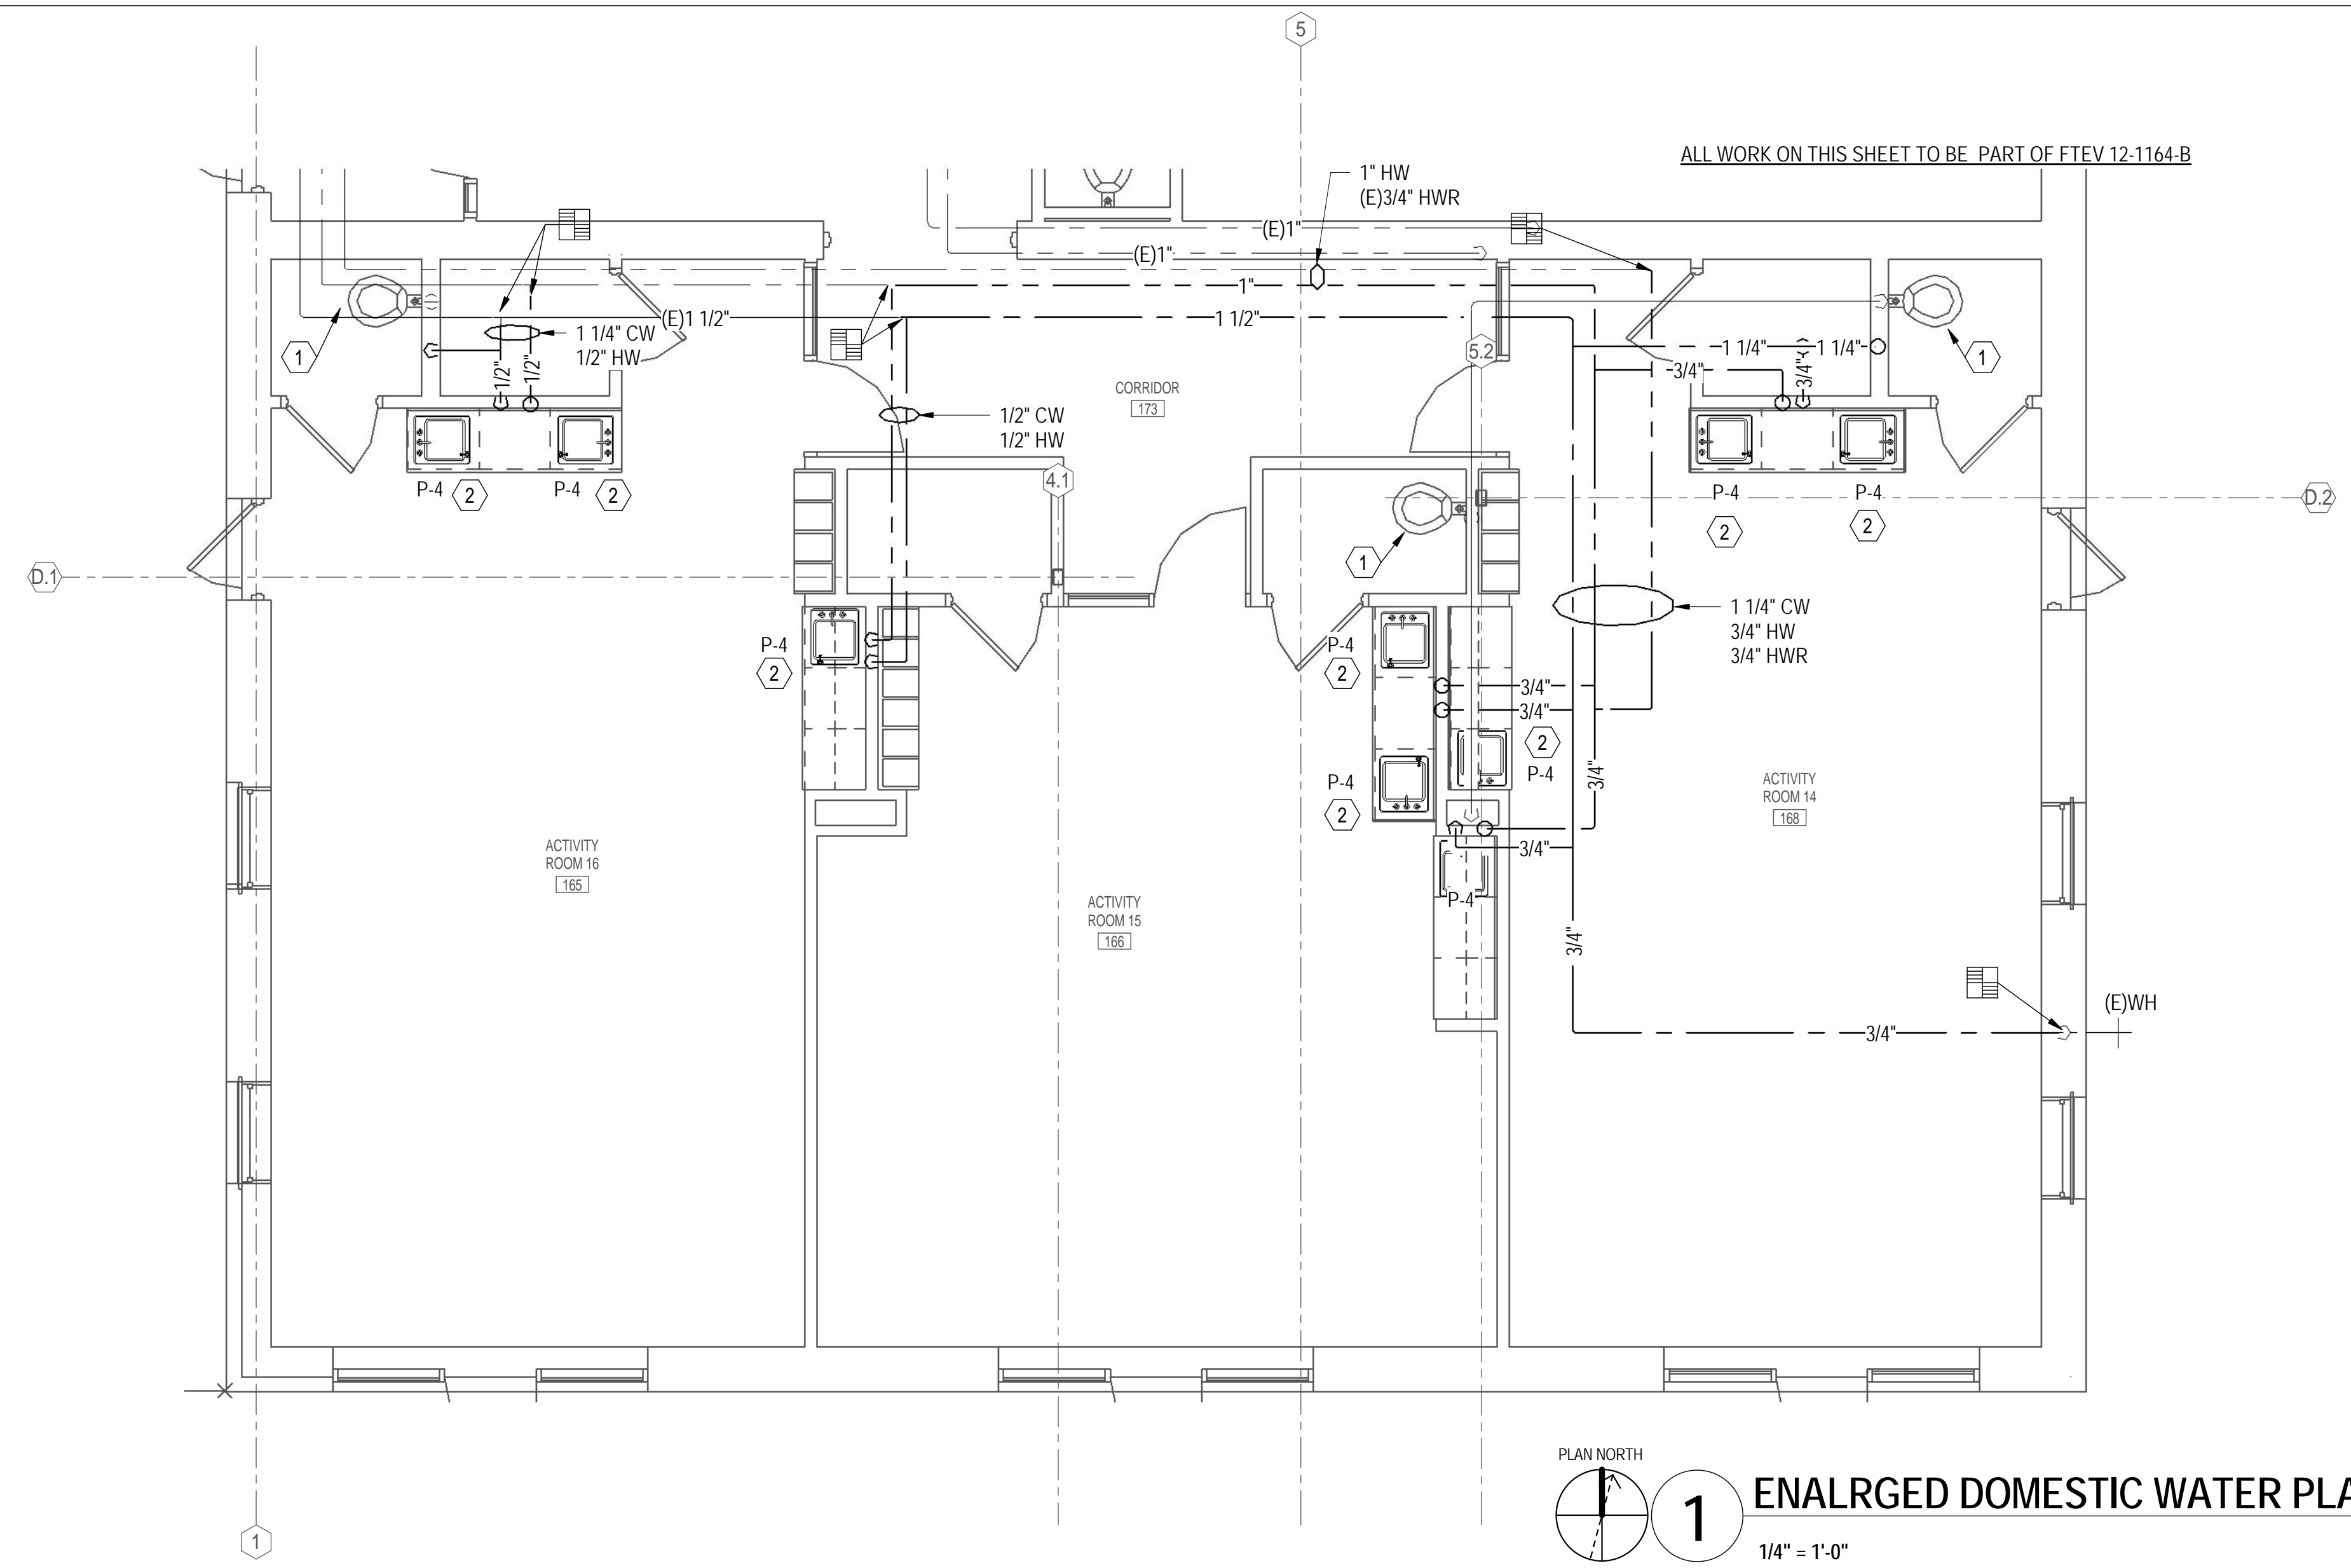 5
ALL WORK ON THIS SHEET TO BE PART OF FTEV 12-1164-B
1" HW
(E)3/4" HWR
(E)1"
(E)1"
1"
(E)1 1/2"
1 1/2"
1 1/4" CW
1/2" HW
1/2"
1/2"
1
5.2
1 1/4"
1 1/4"
3/4"
3/4"
1
CORRIDOR
173
1/2" CW
1/2" HW
P-4
2
P-4
2
4.1
P-4
2
P-4
2
D.2
1
D.1
1 1/4" CW
3/4" HW
3/4" HWR
P-4
2
P-4
2
3/4"
3/4"
2
P-4
3/4"
P-4
2
ACTIVITY
ROOM 14
168
ACTIVITY
ROOM 16
165
3/4"
P-4
ACTIVITY
ROOM 15
166
3/4"
(E)WH
3/4"
PLAN NORTH
1
ENALRGED DOMESTIC WATER PLA
1/4" = 1'-0"
1